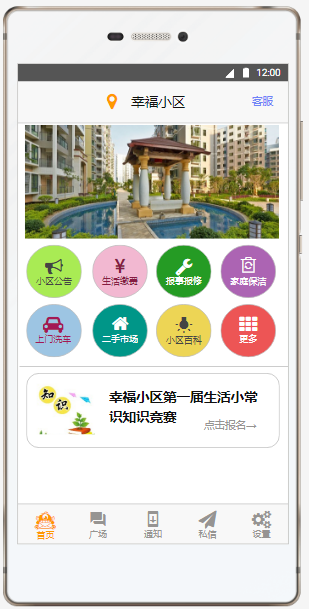 12:00
幸福小区
客服
小区公告
生活缴费
报事报修
家庭保洁
上门洗车
二手市场
小区百科
更多
知识
幸福小区第一届生活小常
识知识竞赛
点击报名→
首页
广场
通知
私信
设置